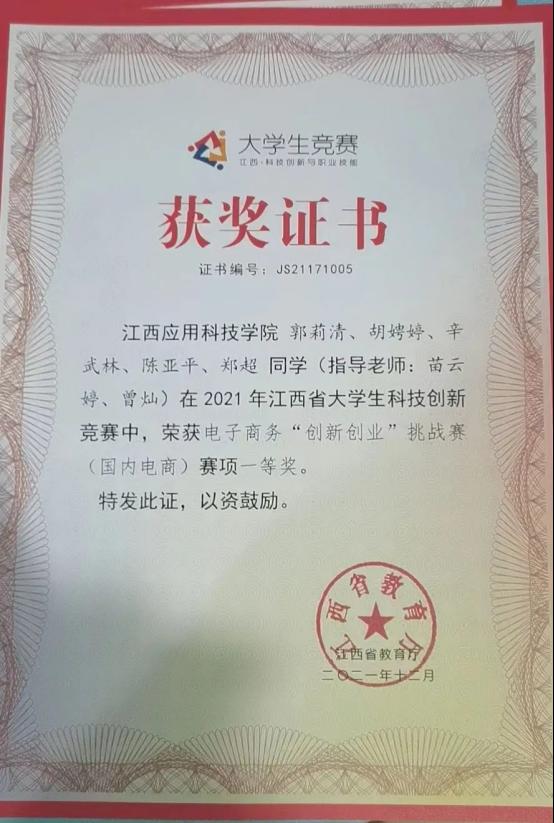 大学生竞赛
江西·科技创新与职业技能
获奖证书
证书编号：JS21171005
江西应用科技学院 郭莉清、胡娉婷、辛
武林、陈亚平、郑超 同学（指导老师：苗云
婷、曾灿）在2021年江西省大学生科技创新
竞赛中，荣获电子商务“创新创业”挑战赛
（国内电商）赛项一等奖。
特发此证，以资鼓励。
江西省教育厅
江西省教育厅
二〇二一年十二月